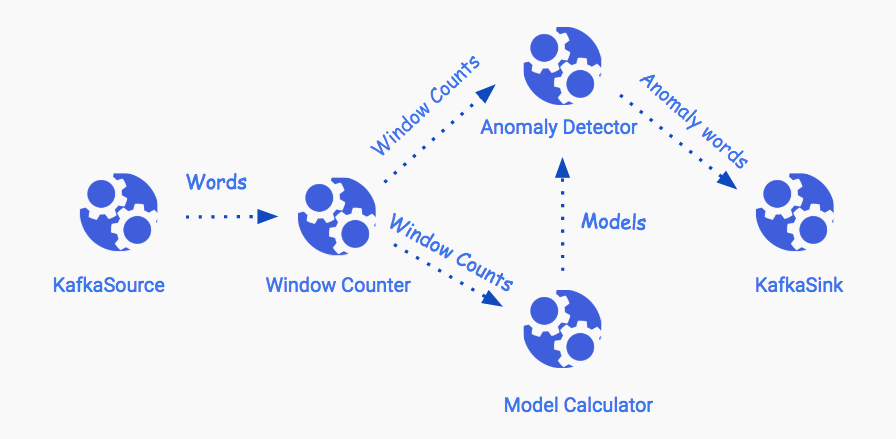 Window Counts
Anomaly words
Anomaly Detector
Words
Window Counts
Models
KafkaSource
Window Counter
KafkaSink
Model Calculator